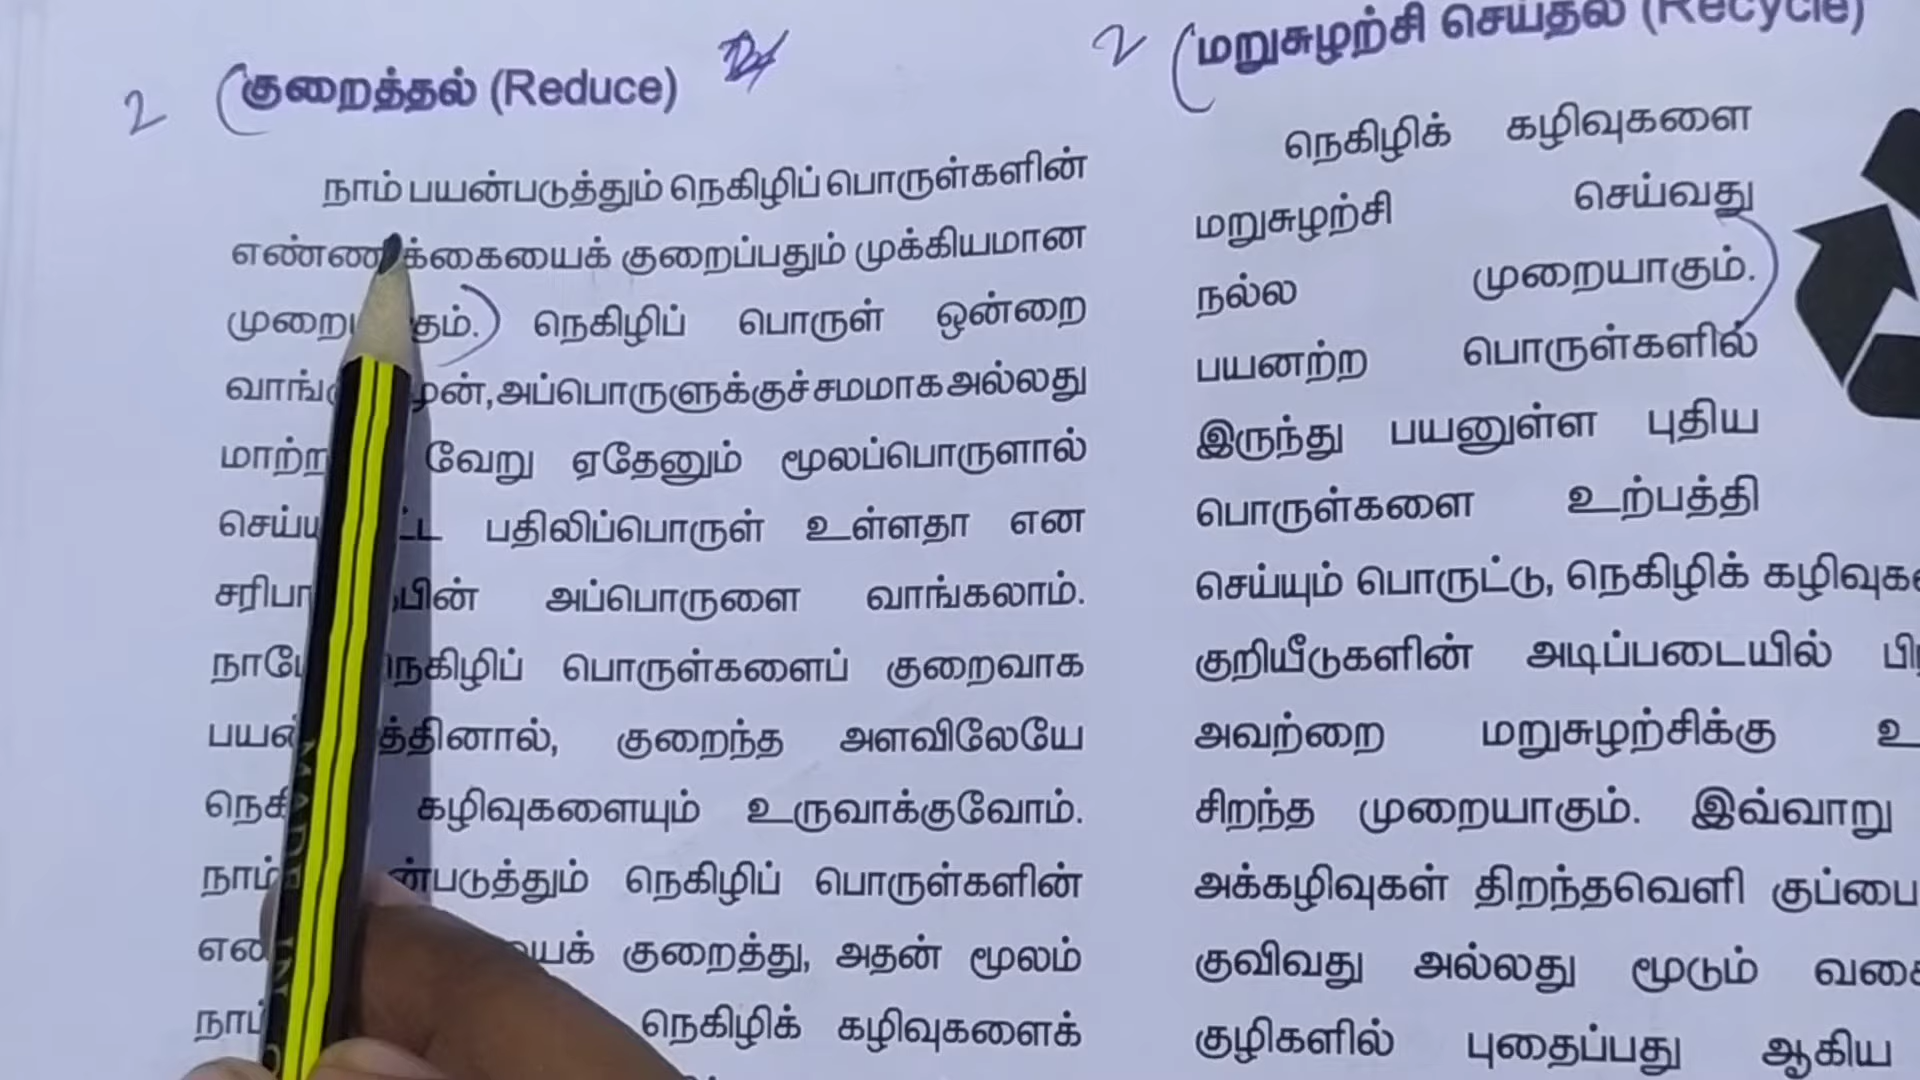 2 (குறைத்தல் (Reduce)
நாம் பயன்படுத்தும் நெகிழிப் பொருள்களின்
குறைப்பதும் முக்கியமான
நெகிழிப் பொருள் ஒன்றை
அப்பொருளுக்குச் சமமாக அல்லது
வேறு ஏதேனும் மூலப்பொருளால்
பதிலிப்பொருள் உள்ளதா என
அப்பொருளை வாங்கலாம்.
நெகிழிப் பொருள்களைப் குறைவாக
குறைந்த அளவிலேயே
கழிவுகளையும் உருவாக்குவோம்.
நெகிழிப் பொருள்களின்
குறைத்து, அதன் மூலம்
நெகிழிக் கழிவுகளைக்
2 (மறுசுழற்சி செய்தல் (Recycle)
நெகிழிக் கழிவுகளை
மறுசுழற்சி செய்வது
நல்ல முறையாகும்.)
பயனற்ற பொருள்களில்
இருந்து பயனுள்ள புதிய
பொருள்களை உற்பத்தி
செய்யும் பொருட்டு, நெகிழிக்
குறியீடுகளின் அடிப்படையில்
அவற்றை மறுசுழற்சிக்கு
சிறந்த முறையாகும். இவ்வாறு
அக்கழிவுகள் திறந்தவெளி குப்பை
குவிவது அல்லது மூடும்
குழிகளில் புதைப்பது ஆகிய